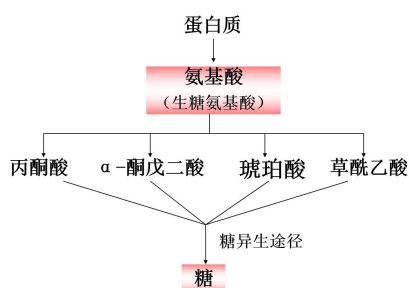 蛋白质
氨基酸
（生糖氨基酸）
丙酮酸 α-酮戊二酸 琥珀酸 草酰乙酸
糖异生途径
糖